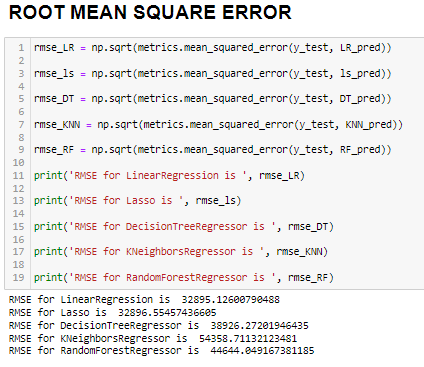 ROOT MEAN SQUARE ERROR
1 rmse_LR = np.sqrt(metrics.mean_squared_error(y_test, LR_pred))
2
3 rmse_ls = np.sqrt(metrics.mean_squared_error(y_test, ls_pred))
4
5 rmse_DT = np.sqrt(metrics.mean_squared_error(y_test, DT_pred))
6
7 rmse_KNN = np.sqrt(metrics.mean_squared_error(y_test, KNN_pred))
8
9 rmse_RF = np.sqrt(metrics.mean_squared_error(y_test, RF_pred))
10
11 print('RMSE for LinearRegression is ', rmse_LR)
12
13 print('RMSE for Lasso is ', rmse_ls)
14
15 print('RMSE for DecisionTreeRegressor is ', rmse_DT)
16
17 print('RMSE for KNeighborsRegressor is ', rmse_KNN)
18
19 print('RMSE for RandomForestRegressor is ', rmse_RF)
RMSE for LinearRegression is  32895.12600790488
RMSE for Lasso is  32896.55457436605
RMSE for DecisionTreeRegressor is  38926.27201946435
RMSE for KNeighborsRegressor is  54358.71132123481
RMSE for RandomForestRegressor is  44644.049167381185